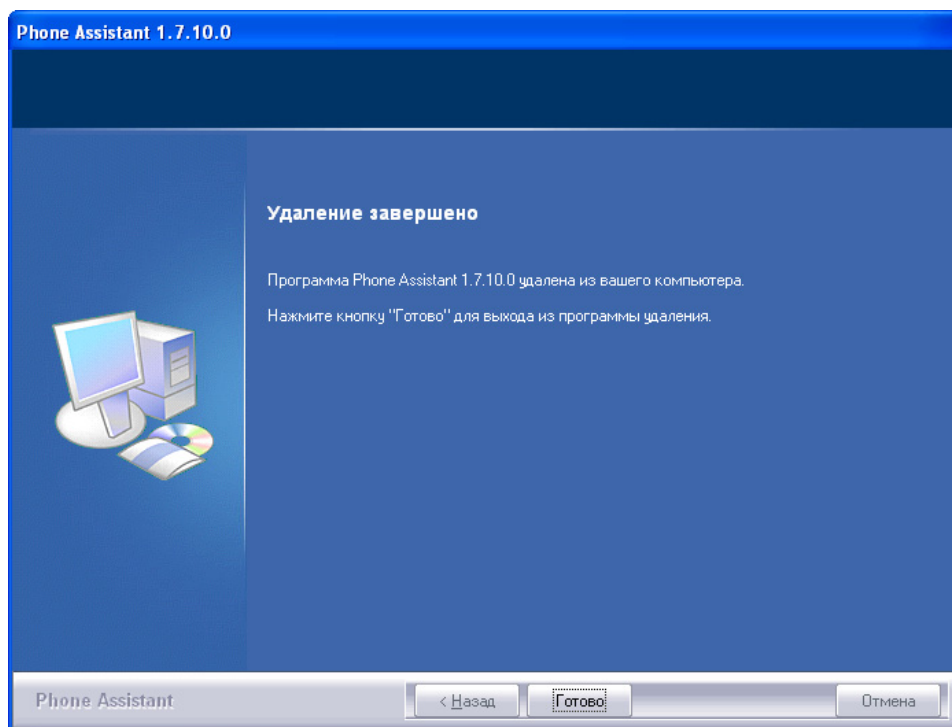 Phone Assistant 1.7.10.0
Удаление завершено
Программа Phone Assistant 1.7.10.0 удалена из вашего компьютера.
Нажмите кнопку "Готово" для выхода из программы удаления.
Phone Assistant
< Назад
Готово
Отмена